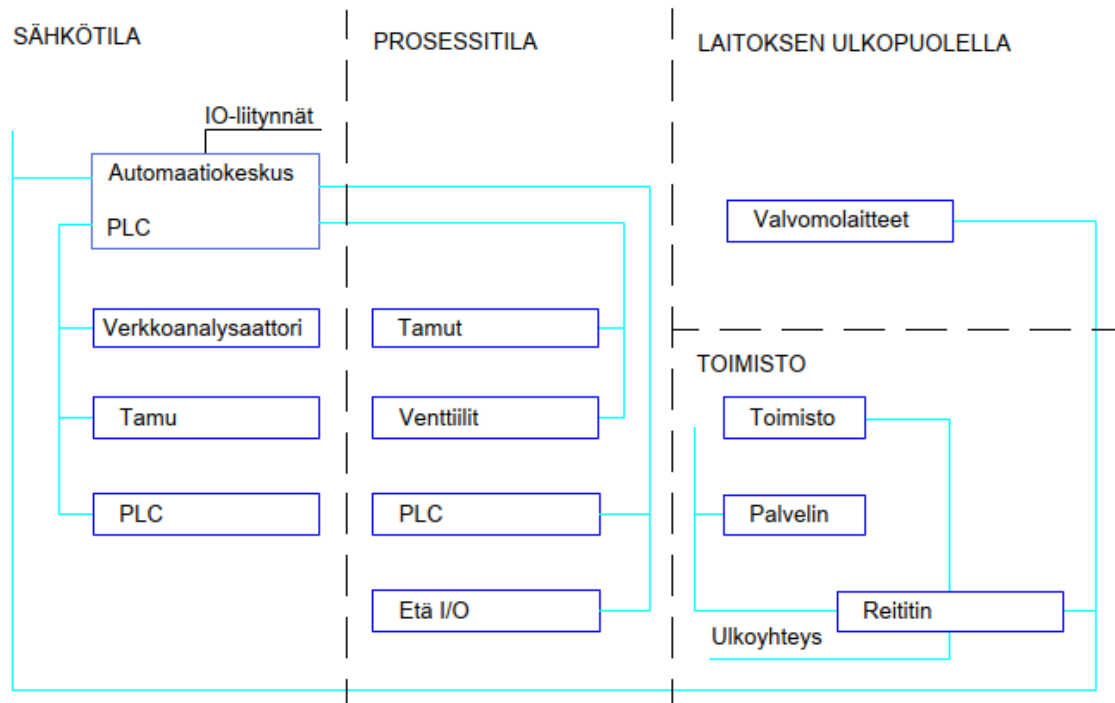 SÄHKÖTILA
PROSESSITILA
LAITOKSEN ULKOPUOLELLA
IO-liitynnät
Automaatiokeskus
PLC
Valvomolaitteet
Verkkoanalysaattori
Tamut
TOIMISTO
Tamu
Venttiilit
Toimisto
PLC
PLC
Palvelin
Etä I/O
Reititin
Ulkoyhteys